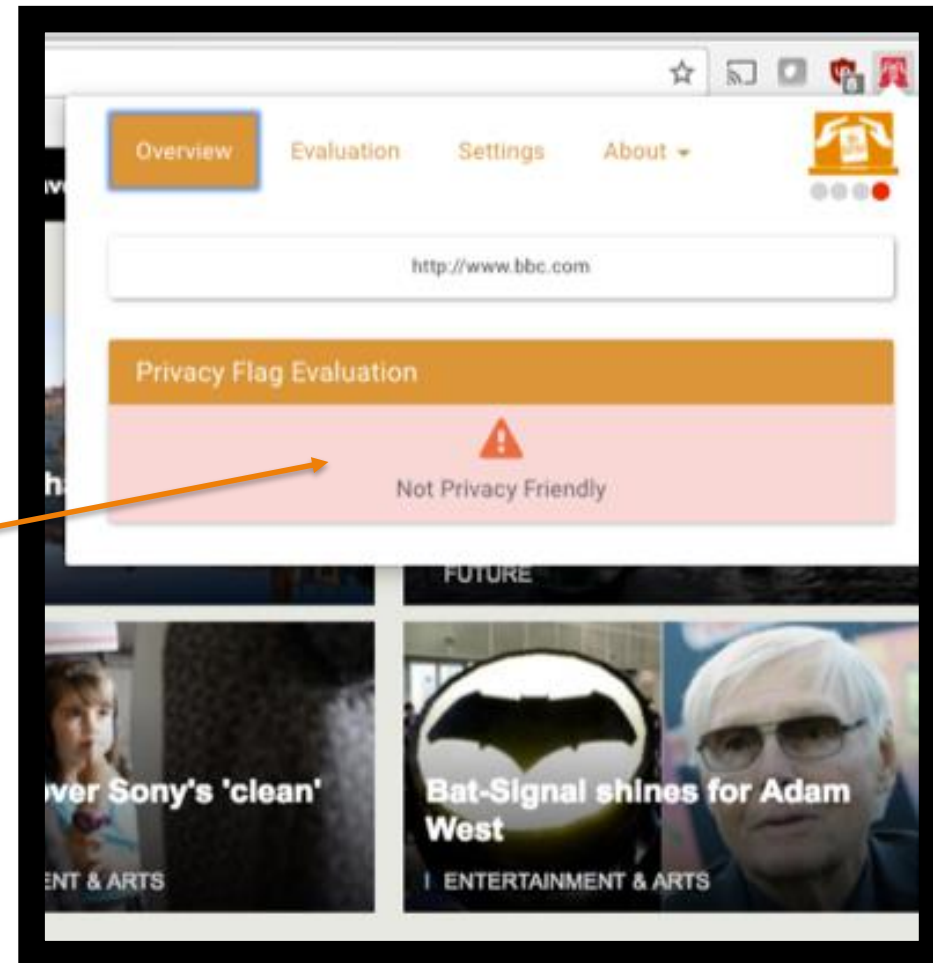 Overview Evaluation Settings About
http://www.bbc.com
Privacy Flag Evaluation
Not Privacy Friendly
FUTURE
over Sony's 'clean'
Bat-Signal shines for Adam
West
ENT & ARTS
ENTERTAINMENT & ARTS